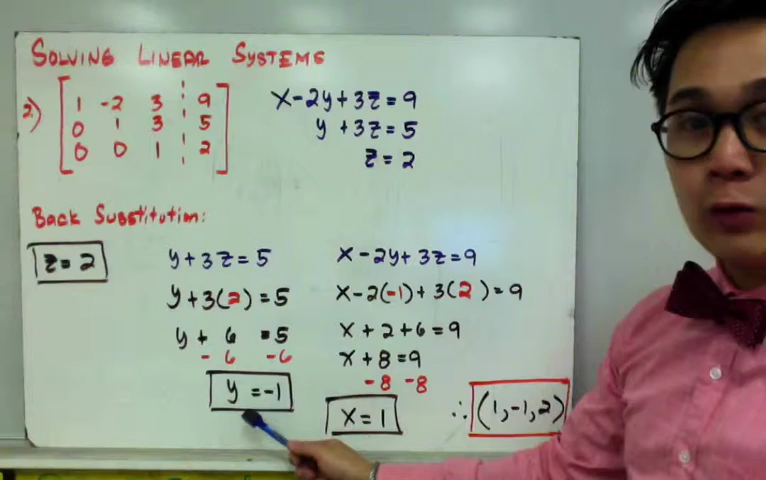 SOLVING LINEAR SYSTEMS
2.) 1 -2 3 9
0 1 3 5
0 0 1 2
x-2y+3z=9
y+3z=5
z=2
Back Substitution:
z=2
y+3z=5
y+3(2)=5
y+6=5
-6 -6
y=-1
x-2y+3z=9
x-2(-1)+3(2)=9
x+2+6=9
x+8=9
-8 -8
x=1
∴ (1,-1,2)